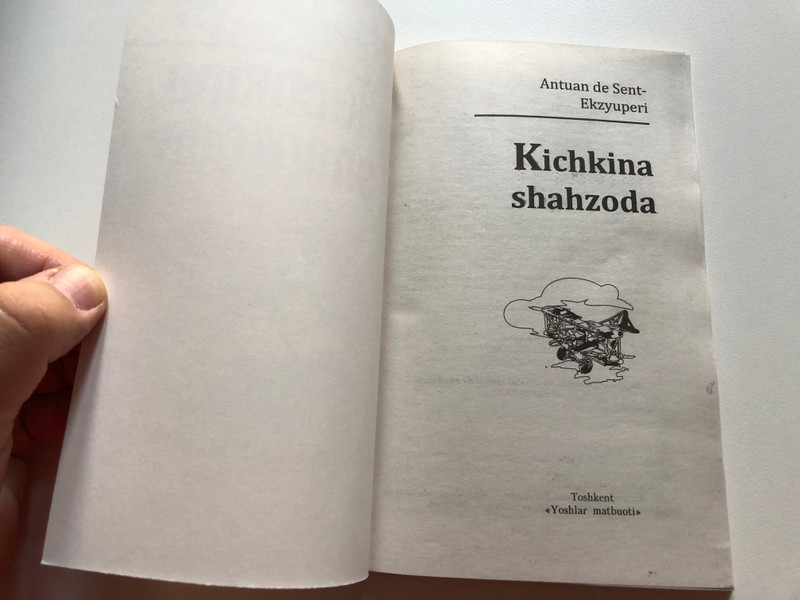 Antuan de Sent-
Ekzyuperi
Kichkina
shahzoda
Toshkent
«Yoshlar matbuoti»